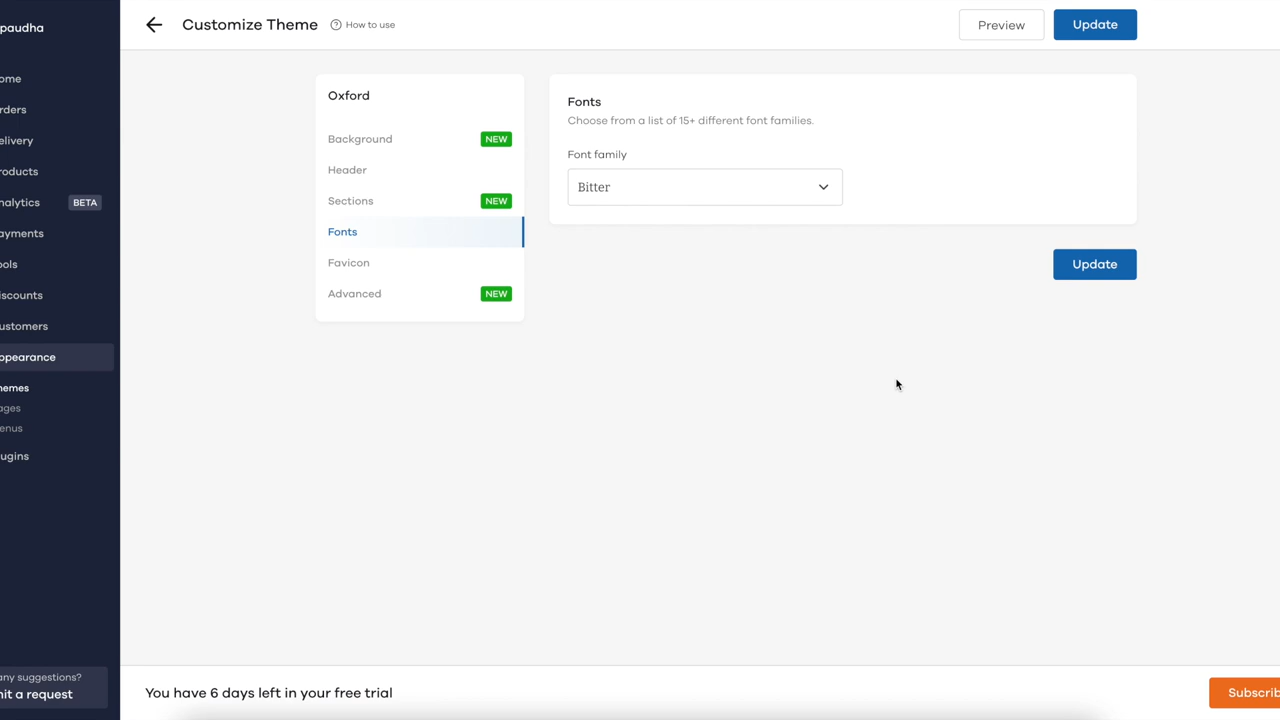 paudha
Customize Theme
How to use
Preview
Update
ome
rders
elivery
roducts
nalytics BETA
ayments
ools
iscounts
ustomers
ppearance
hemes
ages
enus
lugins
any suggestions?
mit a request
Oxford
Background NEW
Header
Sections NEW
Fonts
Favicon
Advanced NEW
Fonts
Choose from a list of 15+ different font families.
Font family
Bitter
Update
You have 6 days left in your free trial
Subscrib